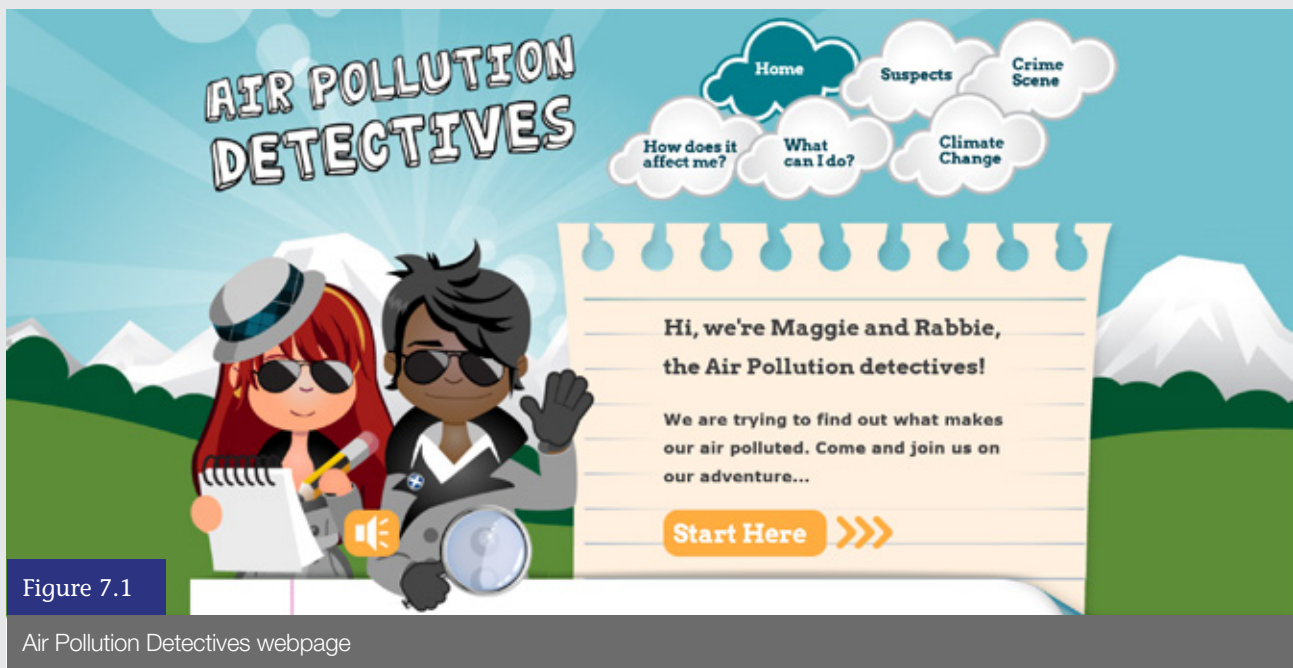 AIR POLLUTION
DETECTIVES
Home
Suspects
Crime
Scene
How does it
affect me?
What
can I do?
Climate
Change
Hi, we're Maggie and Rabbie,
the Air Pollution detectives!
We are trying to find out what makes
our air polluted. Come and join us on
our adventure...
Start Here
Figure 7.1
Air Pollution Detectives webpage